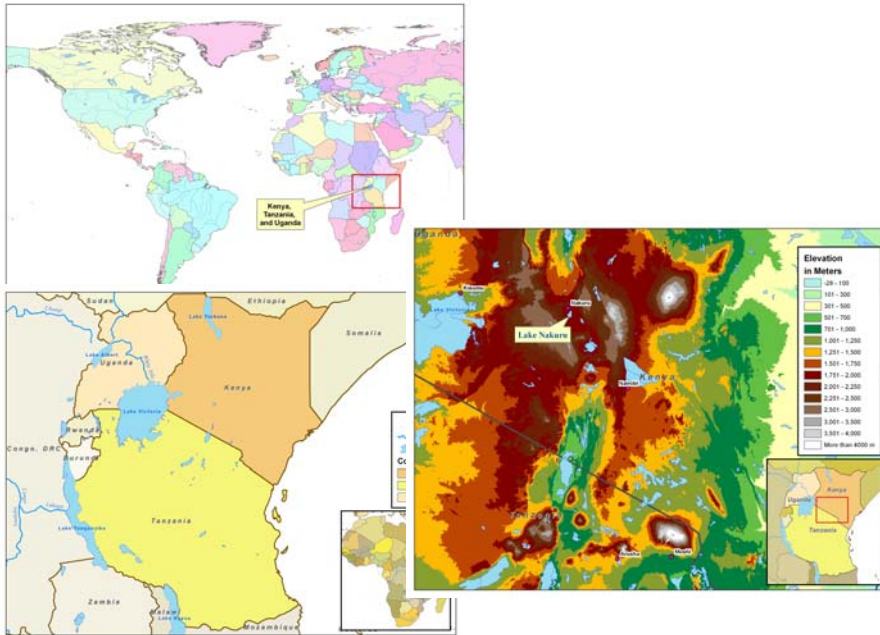 Kenya,
Tanzania,
and Uganda
Sudan
Ethiopia
Lake Turkana
Somalia
Lake Albert
Uganda
Kenya
Lake Victoria
Rwanda
Congo, DRC
Burundi
Tanzania
Lake Tanganyika
Zambia
Malawi
Mozambique
Co
Uganda
Kisumu
Lake Victoria
Nakuru
Lake Nakuru
Kenya
Nairobi
Tanzania
Arusha
Moshi
Elevation
in Meters
-28 - 100
101 - 300
301 - 500
501 - 700
701 - 1,000
1,001 - 1,250
1,251 - 1,500
1,501 - 1,750
1,751 - 2,000
2,001 - 2,250
2,251 - 2,500
2,501 - 3,000
3,001 - 3,500
3,501 - 4,000
More than 4000 m
Uganda
Kenya
Tanzania